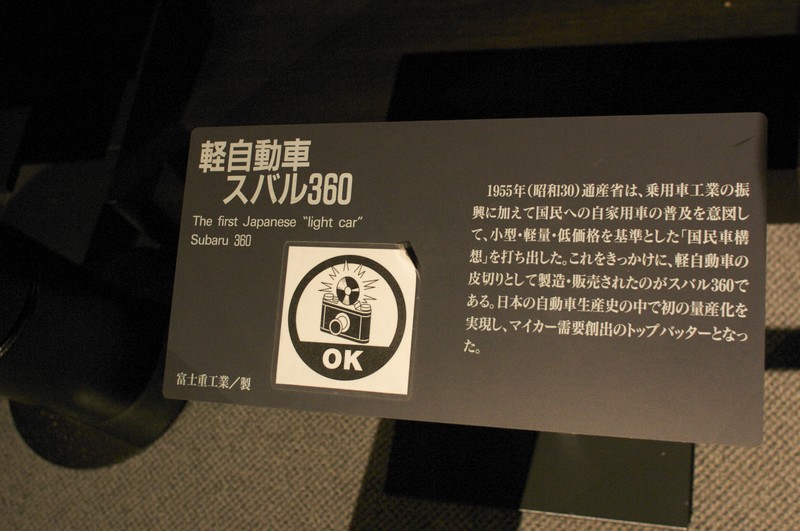 軽自動車
スバル360
The first Japanese "light car"
Subaru 360
OK
富士重工業／製
1955年(昭和30)通産省は、乗用車工業の振
興に加えて国民への自家用車の普及を意図し
て、小型・軽量・低価格を基準とした「国民車構
想」を打ち出した。これをきっかけに、軽自動車の
皮切りとして製造・販売されたのがスバル360で
ある。日本の自動車生産史の中で初の量産化を
実現し、マイカー需要創出のトップバッターとなっ
た。